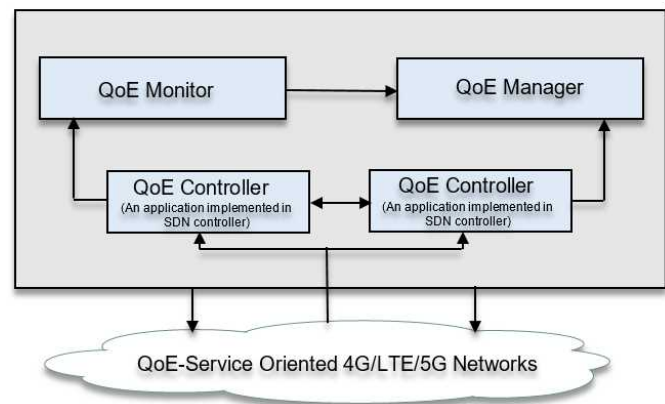 QoE Monitor
QoE Manager
QoE Controller
(An application implemented in
SDN controller)
QoE Controller
(An application implemented in
SDN controller)
QoE-Service Oriented 4G/LTE/5G Networks